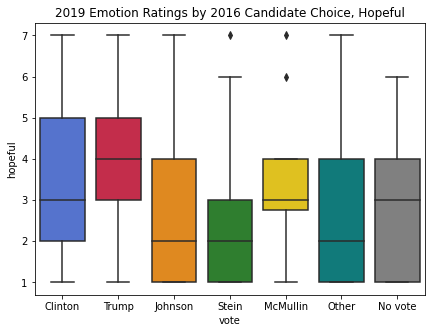 2019 Emotion Ratings by 2016 Candidate Choice, Hopeful
7
6
5
4
3
2
1
hopeful
Clinton Trump Johnson Stein McMullin Other No vote
vote